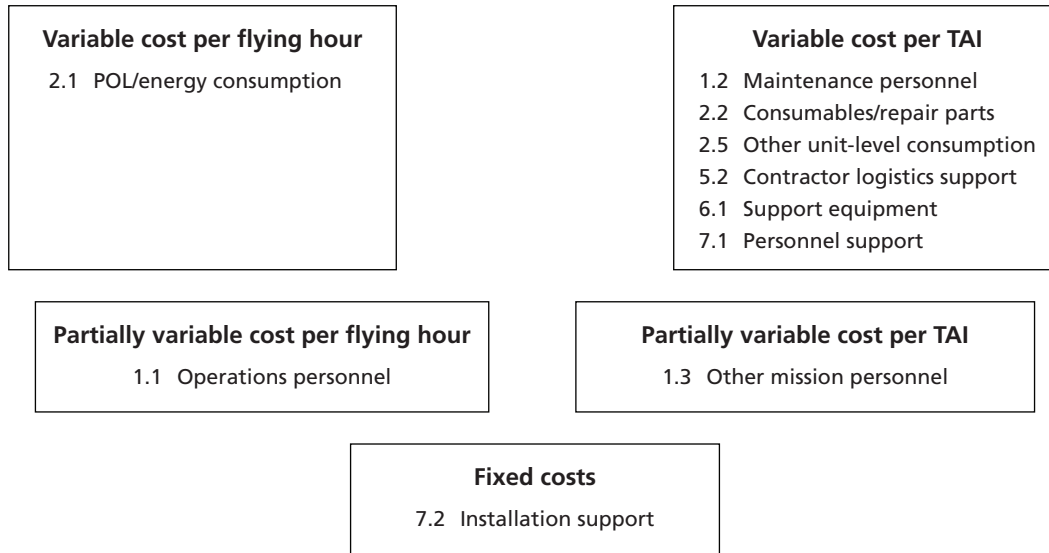 Variable cost per flying hour
2.1 POL/energy consumption
Variable cost per TAI
1.2 Maintenance personnel
2.2 Consumables/repair parts
2.5 Other unit-level consumption
5.2 Contractor logistics support
6.1 Support equipment
7.1 Personnel support
Partially variable cost per flying hour
1.1 Operations personnel
Partially variable cost per TAI
1.3 Other mission personnel
Fixed costs
7.2 Installation support